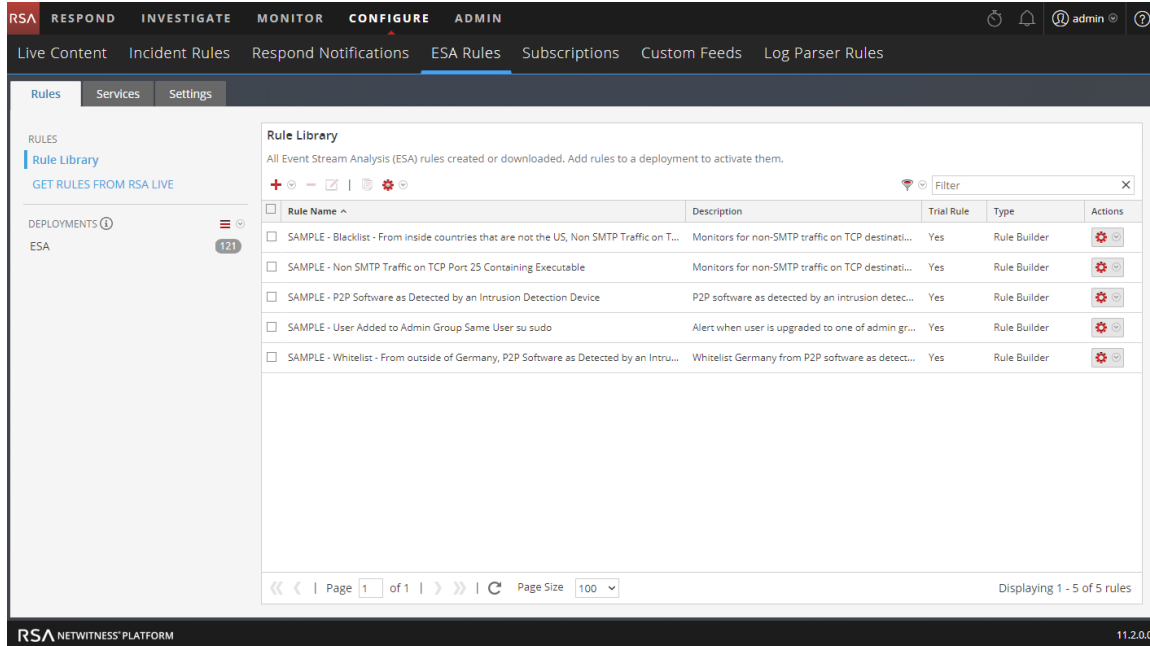 RSA RESPOND INVESTIGATE MONITOR CONFIGURE ADMIN admin
Live Content Incident Rules Respond Notifications ESA Rules Subscriptions Custom Feeds Log Parser Rules
Rules Services Settings
RULES
Rule Library
GET RULES FROM RSA LIVE
DEPLOYMENTS
ESA 121
Rule Library
All Event Stream Analysis (ESA) rules created or downloaded. Add rules to a deployment to activate them.
Filter
Rule Name Description Trial Rule Type Actions
SAMPLE - Blacklist - From inside countries that are not the US, Non SMTP Traffic on T... Monitors for non-SMTP traffic on TCP destinati... Yes Rule Builder
SAMPLE - Non SMTP Traffic on TCP Port 25 Containing Executable Monitors for non-SMTP traffic on TCP destinati... Yes Rule Builder
SAMPLE - P2P Software as Detected by an Intrusion Detection Device P2P software as detected by an intrusion detec... Yes Rule Builder
SAMPLE - User Added to Admin Group Same User su sudo Alert when user is upgraded to one of admin gr... Yes Rule Builder
SAMPLE - Whitelist - From outside of Germany, P2P Software as Detected by an Intru... Whitelist Germany from P2P software as detect... Yes Rule Builder
Page 1 of 1 Page Size 100 Displaying 1 - 5 of 5 rules
RSA NETWITNESS® PLATFORM 11.2.0.0